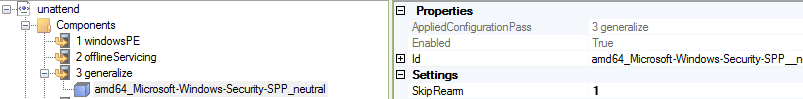 unattend
Components
1 windowsPE
2 offlineServicing
3 generalize
amd64_Microsoft-Windows-Security-SPP_neutral
Properties
AppliedConfigurationPass 3 generalize
Enabled True
Id amd64_Microsoft-Windows-Security-SPP__n
Settings
SkipRearm 1